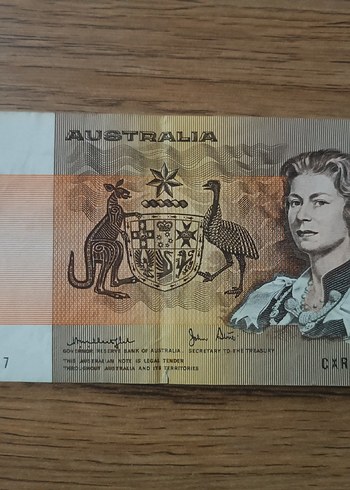 AUSTRALIA
GOVERNOR RESERVE BANK OF AUSTRALIA. SECRETARY TO THE TREASURY
THIS AUSTRALIAN NOTE IS LEGAL TENDER
THROUGHOUT AUSTRALIA AND ITS TERRITORIES
7